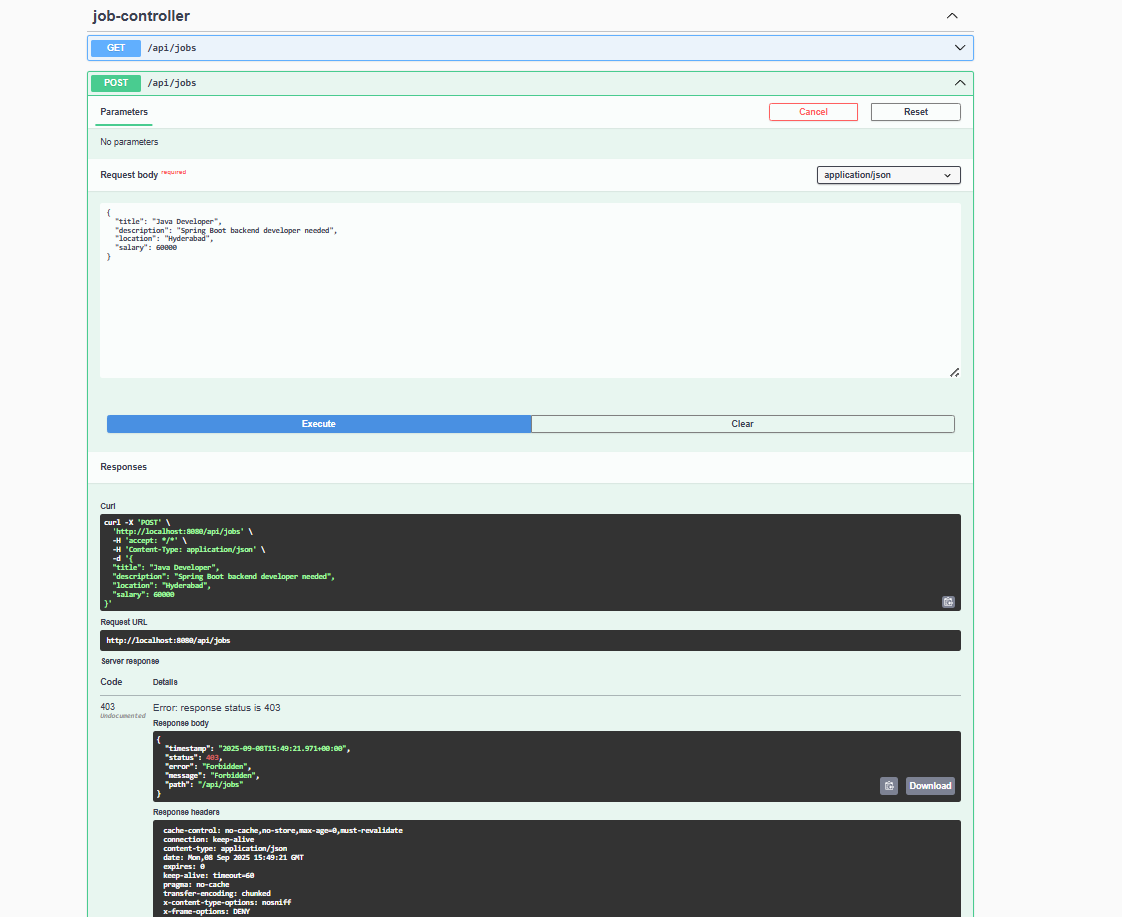 job-controller
GET /api/jobs
POST /api/jobs
Parameters
Cancel
Reset
No parameters
Request body required
application/json
{
  "title": "Java Developer",
  "description": "Spring Boot backend developer needed",
  "location": "Hyderabad",
  "salary": 60000
}
Execute
Clear
Responses
Curl
curl -X 'POST' \
  'http://localhost:8080/api/jobs' \
  -H 'accept: */*' \
  -H 'Content-Type: application/json' \
  -d '{
  "title": "Java Developer",
  "description": "Spring Boot backend developer needed",
  "location": "Hyderabad",
  "salary": 60000
}'
Request URL
http://localhost:8080/api/jobs
Server response
Code Details
403 Error: response status is 403
Undocumented
Response body
{
  "timestamp": "2025-09-08T15:49:21.971+00:00",
  "status": 403,
  "error": "Forbidden",
  "message": "Forbidden",
  "path": "/api/jobs"
}
Download
Response headers
cache-control: no-cache,no-store,max-age=0,must-revalidate
connection: keep-alive
content-type: application/json
date: Mon,08 Sep 2025 15:49:21 GMT
expires: 0
keep-alive: timeout=60
pragma: no-cache
transfer-encoding: chunked
x-content-type-options: nosniff
x-frame-options: DENY